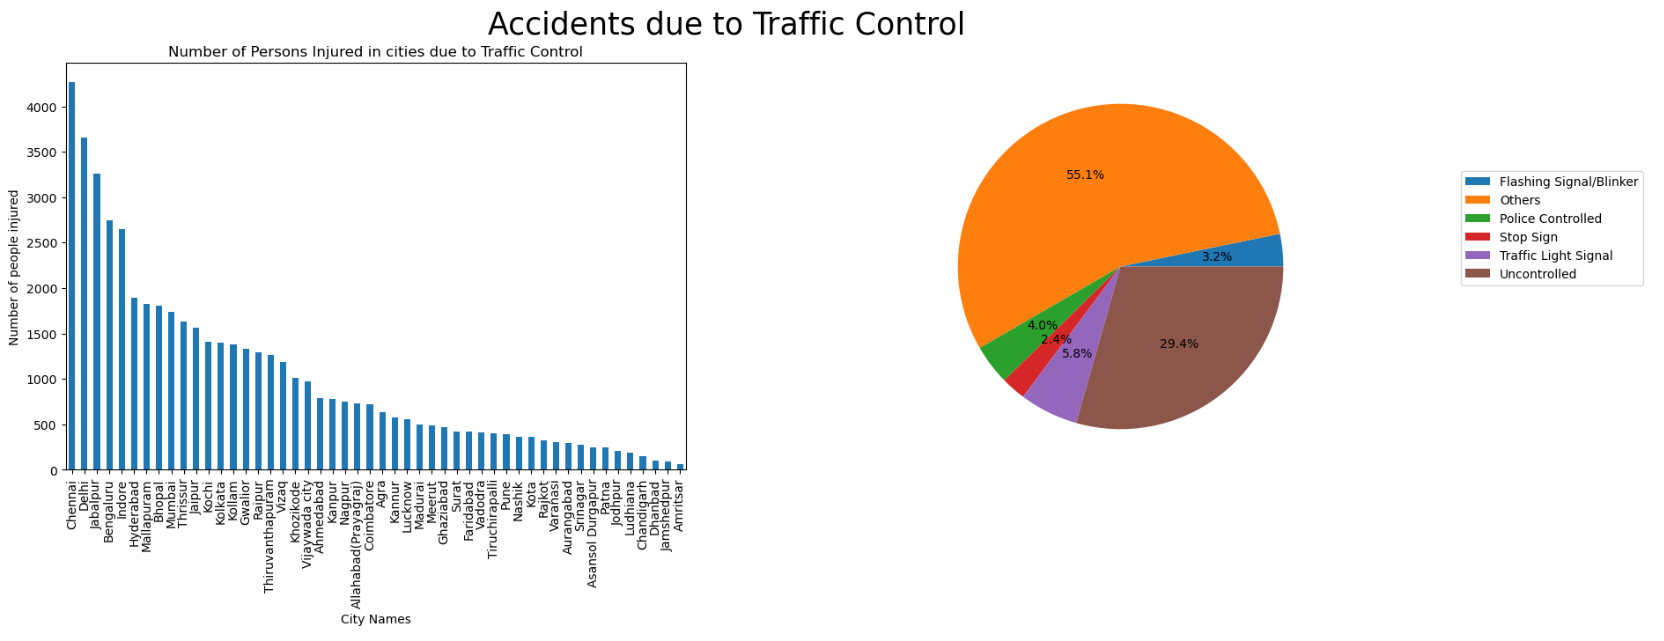 Accidents due to Traffic Control
Number of Persons Injured in cities due to Traffic Control
Number of people injured
4000
3500
3000
2500
2000
1500
1000
500
0
Chennai
Delhi
Jabalpur
Bengaluru
Indore
Hyderabad
Mallapuram
Bhopal
Mumbai
Thrissur
Jaipur
Kochi
Kolkata
Kollam
Gwalior
Raipur
Thiruvanthapuram
Vizaq
Khozikode
Vijaywada city
Ahmedabad
Kanpur
Nagpur
Allahabad(Prayagraj)
Coimbatore
Agra
Kannur
Lucknow
Madurai
Meerut
Ghaziabad
Surat
Faridabad
Vadodra
Tiruchirapalli
Pune
Nashik
Kota
Rajkot
Varanasi
Aurangabad
Srinagar
Asansol Durgapur
Patna
Jodhpur
Ludhiana
Chandigarh
Dhanbad
Jamshedpur
Amritsar
City Names
55.1%
3.2%
4.0%
2.4%
5.8%
29.4%
Flashing Signal/Blinker
Others
Police Controlled
Stop Sign
Traffic Light Signal
Uncontrolled